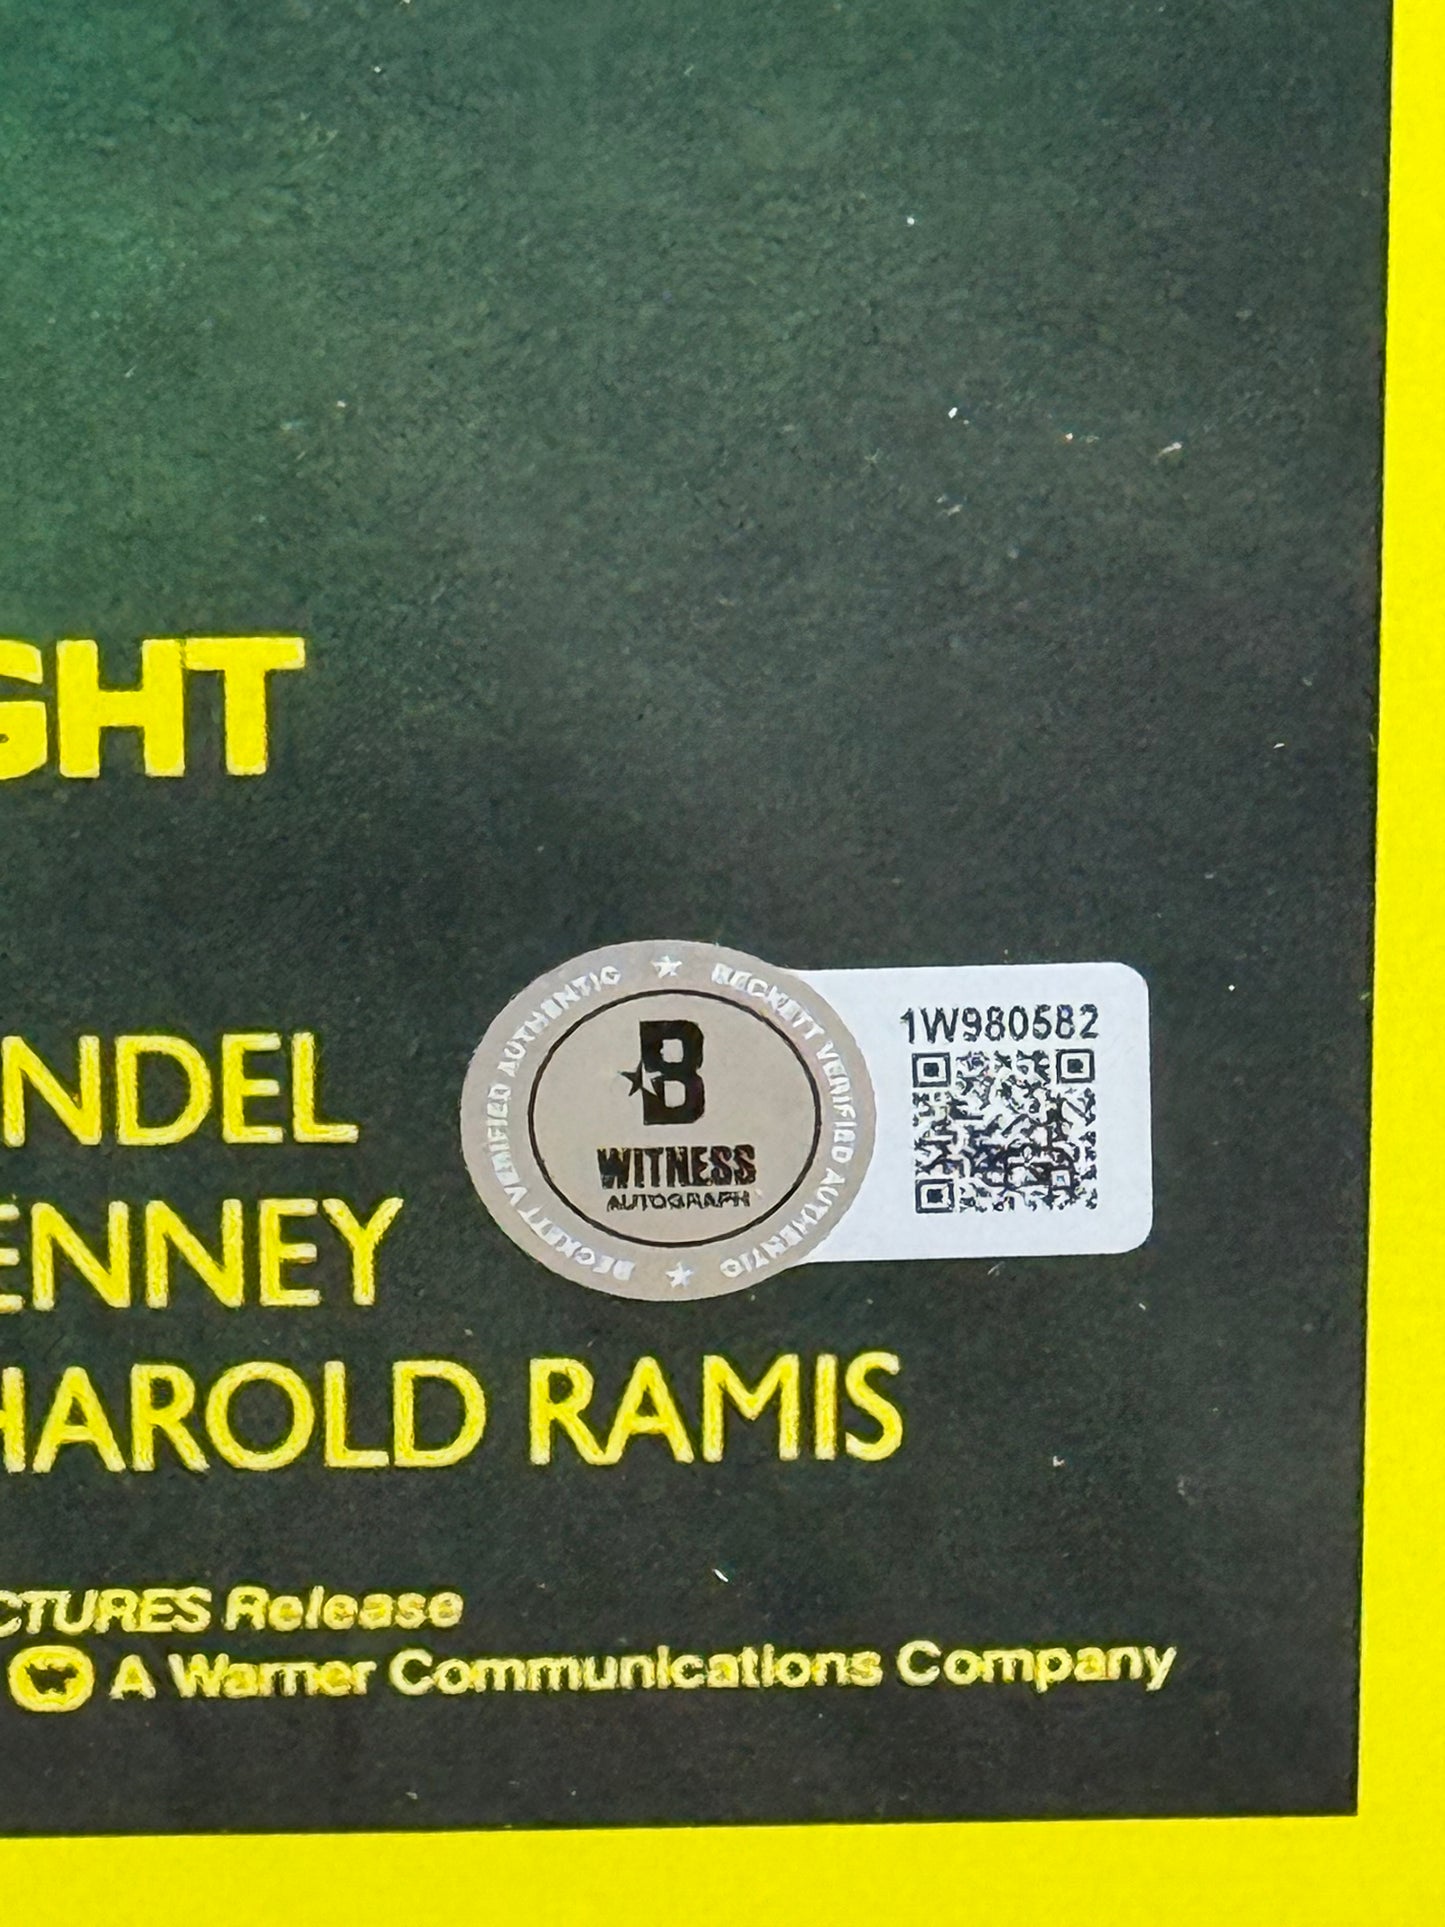 GHT
NDEL
ENNEY
HAROLD RAMIS
CTURES Release
A Warner Communications Company
BECKETT VERIFIED AUTHENTIC ★ BECKETT VERIFIED AUTHENTIC ★
B
WITNESS
AUTOGRAPH
1W980582